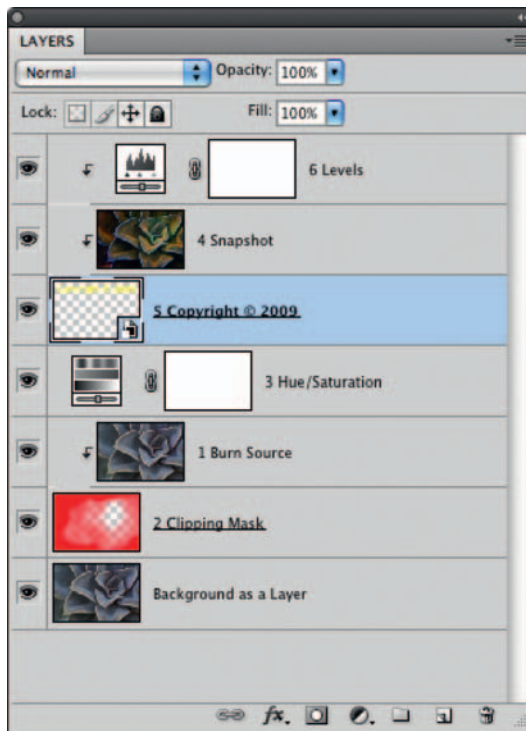 LAYERS
Normal Opacity: 100%
Lock: Fill: 100%
6 Levels
4 Snapshot
5 Copyright © 2009
3 Hue/Saturation
1 Burn Source
2 Clipping Mask
Background as a Layer
fx.